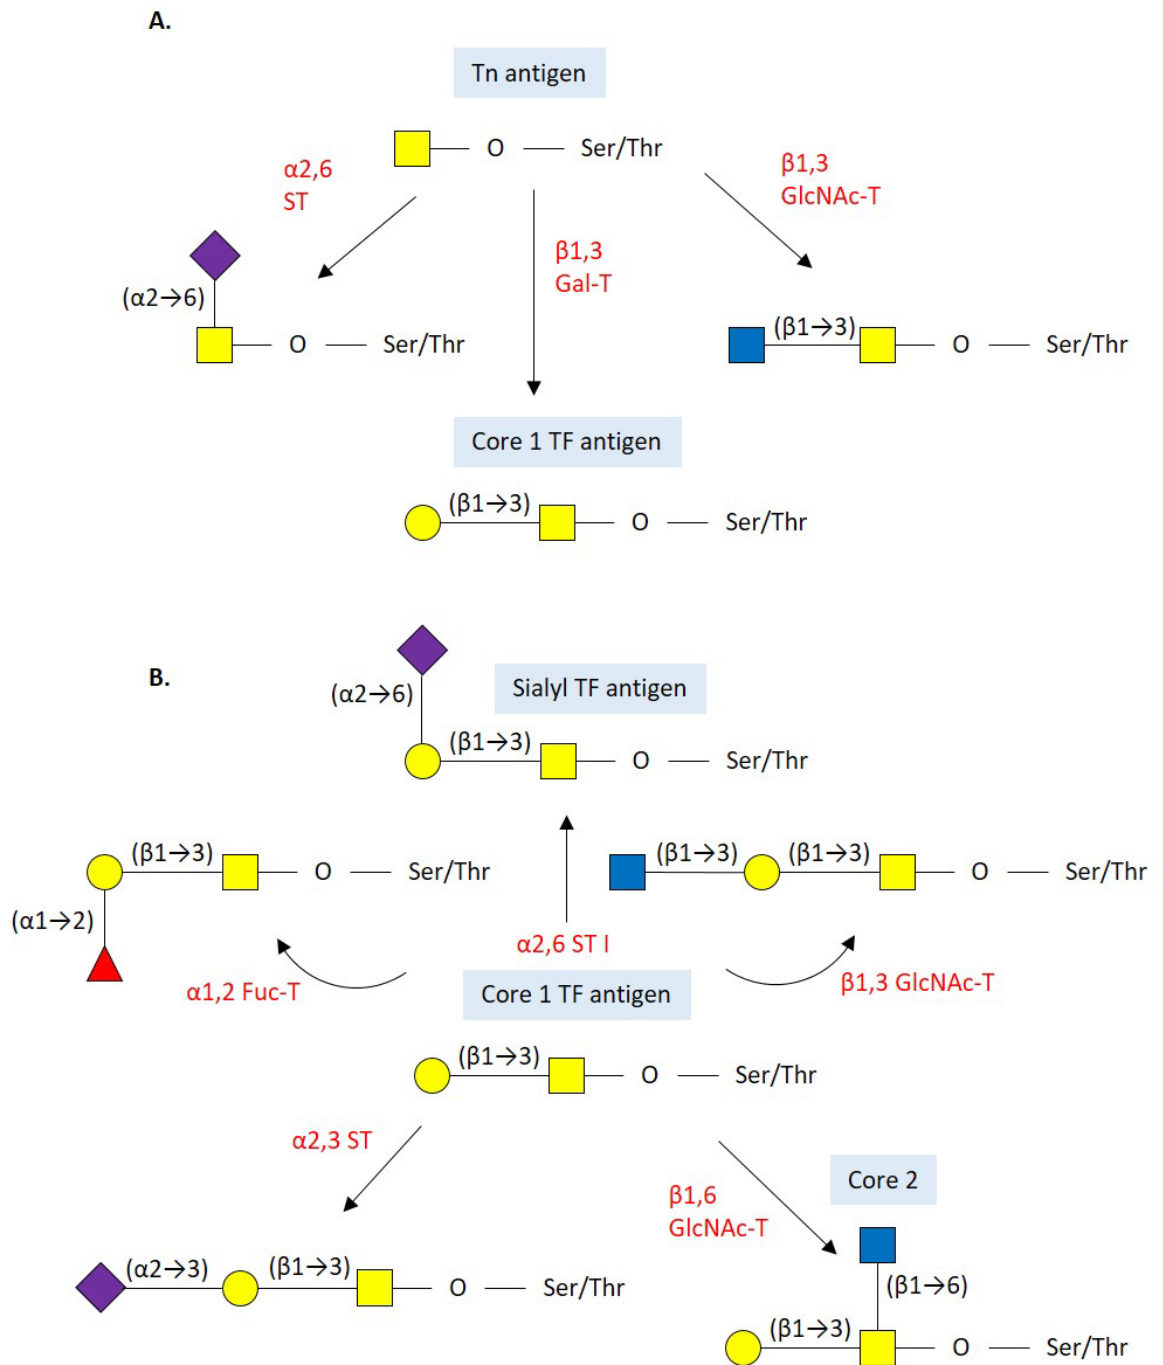 A.
Tn antigen
O
Ser/Thr
α2,6
ST
β1,3
GlcNAc-T
β1,3
Gal-T
(α2→6)
O
Ser/Thr
(β1→3)
O
Ser/Thr
Core 1 TF antigen
(β1→3)
O
Ser/Thr
B.
Sialyl TF antigen
(α2→6)
(β1→3)
O
Ser/Thr
(β1→3)
O
Ser/Thr
(α1→2)
(β1→3)
(β1→3)
O
Ser/Thr
α2,6 ST I
α1,2 Fuc-T
β1,3 GlcNAc-T
Core 1 TF antigen
(β1→3)
O
Ser/Thr
α2,3 ST
β1,6
GlcNAc-T
Core 2
(α2→3)
(β1→3)
O
Ser/Thr
(β1→6)
(β1→3)
O
Ser/Thr